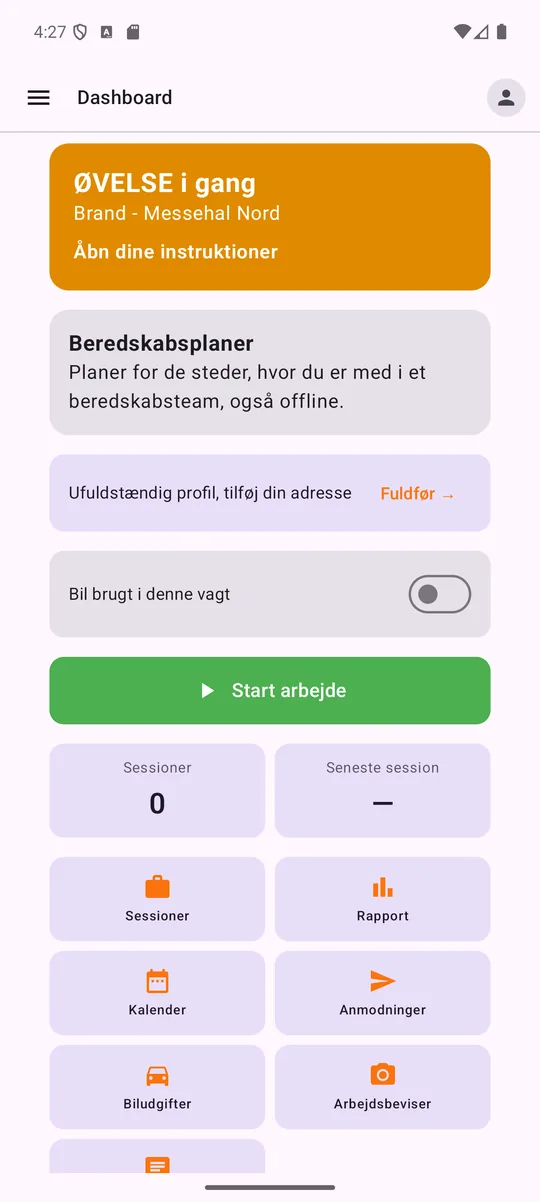 4:27
Dashboard
ØVELSE i gang
Brand - Messehal Nord
Åbn dine instruktioner
Beredskabsplaner
Planer for de steder, hvor du er med i et
beredskabsteam, også offline.
Ufuldstændig profil, tilføj din adresse
Fuldfør →
Bil brugt i denne vagt
Start arbejde
Sessioner
0
Seneste session
—
Sessioner
Rapport
Kalender
Anmodninger
Biludgifter
Arbejdsbeviser